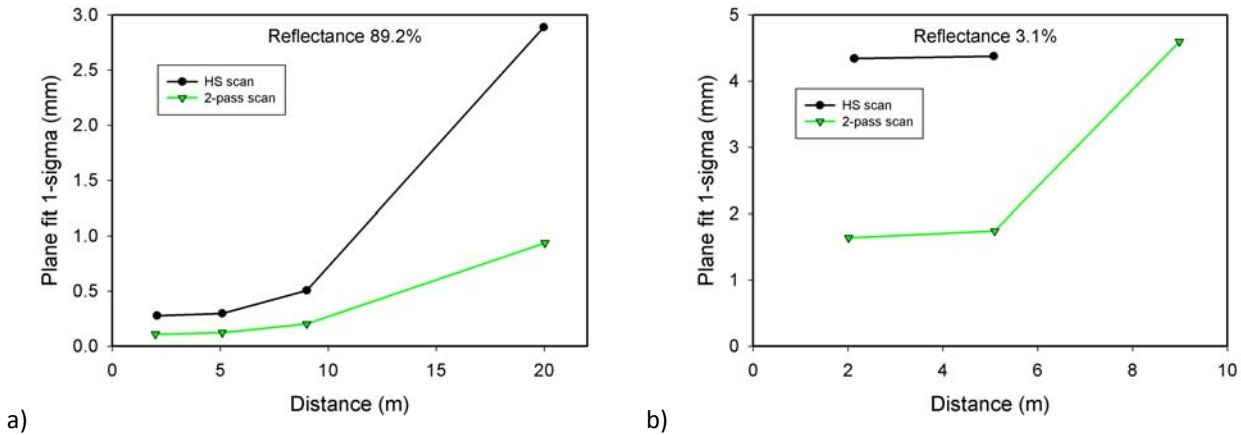 Reflectance 89.2%
HS scan
2-pass scan
Plane fit 1-sigma (mm)
3.0
2.5
2.0
1.5
1.0
0.5
0.0
0 5 10 15 20
Distance (m)
a)
Reflectance 3.1%
HS scan
2-pass scan
Plane fit 1-sigma (mm)
5
4
3
2
1
0
0 2 4 6 8 10
Distance (m)
b)